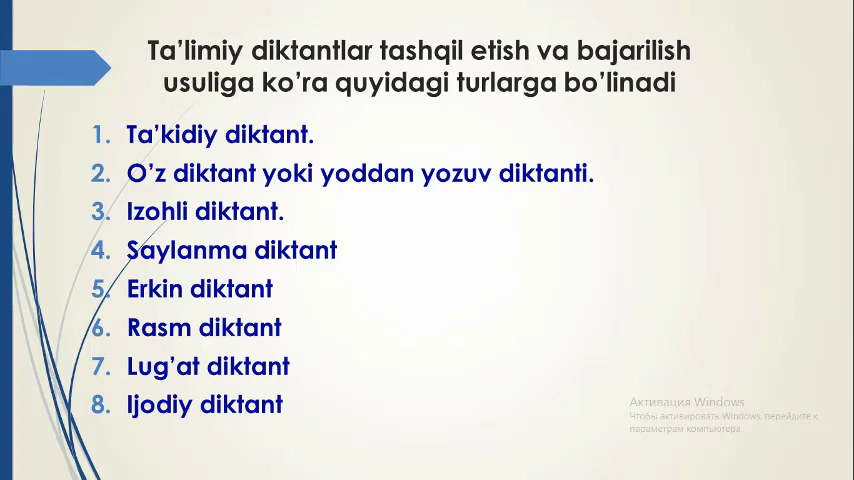 Ta’limiy diktantlar tashqil etish va bajarilish
usuliga ko’ra quyidagi turlarga bo’linadi
1. Ta’kidiy diktant.
2. O’z diktant yoki yoddan yozuv diktanti.
3. Izohli diktant.
4. Saylanma diktant
5. Erkin diktant
6. Rasm diktant
7. Lug’at diktant
8. Ijodiy diktant
Активация Windows
Чтобы активировать Windows, перейдите к
параметрам компьютера.